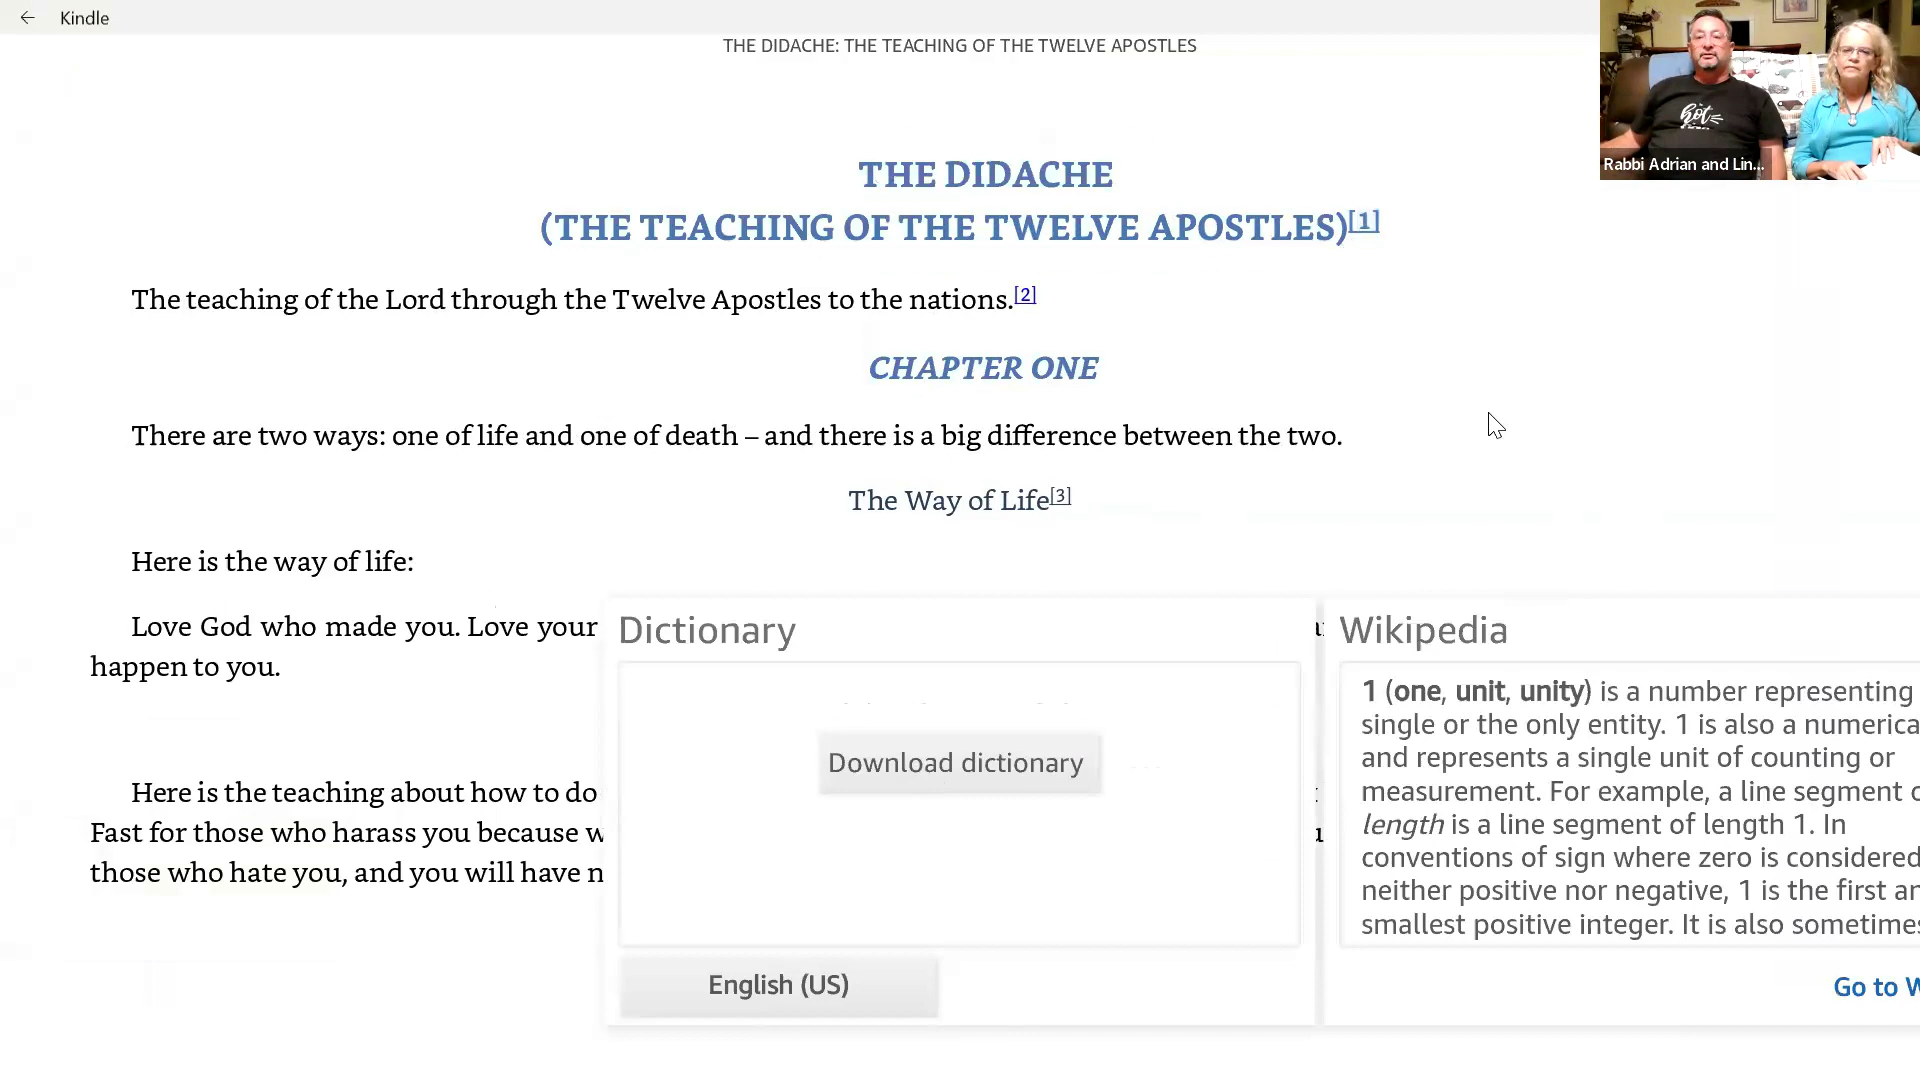 Kindle
THE DIDACHE: THE TEACHING OF THE TWELVE APOSTLES
hot
Rabbi Adrian and Lin...
THE DIDACHE
(THE TEACHING OF THE TWELVE APOSTLES)[1]
The teaching of the Lord through the Twelve Apostles to the nations.[2]
CHAPTER ONE
There are two ways: one of life and one of death – and there is a big difference between the two.
The Way of Life[3]
Here is the way of life:
Love God who made you. Love your
happen to you.
Here is the teaching about how to do
Fast for those who harass you because w
those who hate you, and you will have n
Dictionary
Download dictionary
English (US)
Wikipedia
1 (one, unit, unity) is a number representing
single or the only entity. 1 is also a numerica
and represents a single unit of counting or
measurement. For example, a line segment o
length is a line segment of length 1. In
conventions of sign where zero is considered
neither positive nor negative, 1 is the first an
smallest positive integer. It is also sometimes
Go to W